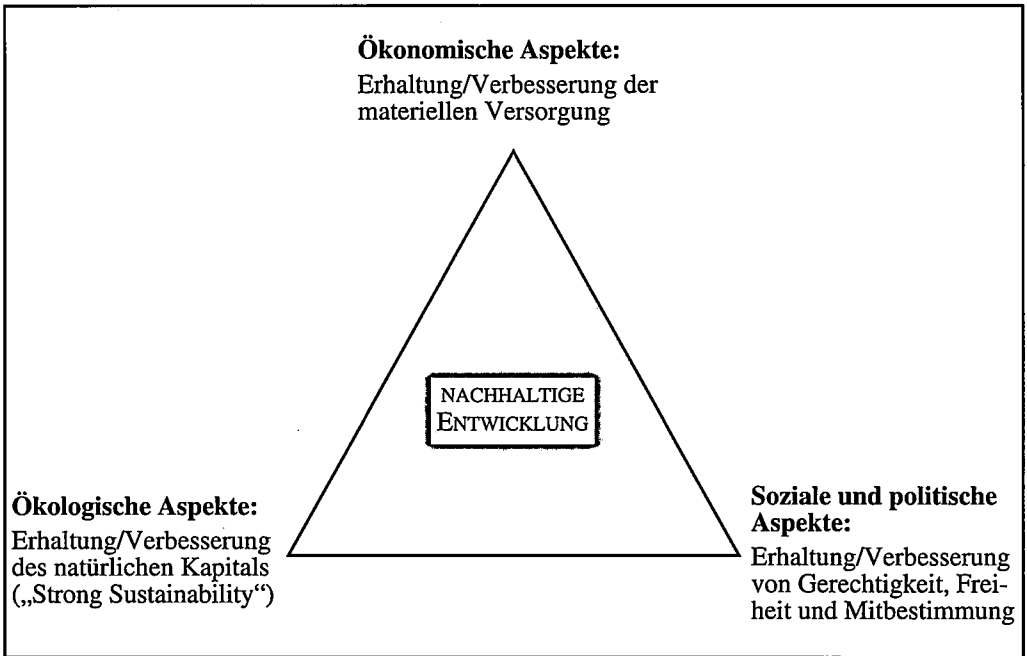 Ökonomische Aspekte:
Erhaltung/Verbesserung der
materiellen Versorgung
NACHHALTIGE
ENTWICKLUNG
Ökologische Aspekte:
Erhaltung/Verbesserung
des natürlichen Kapitals
(„Strong Sustainability“)
Soziale und politische
Aspekte:
Erhaltung/Verbesserung
von Gerechtigkeit, Frei-
heit und Mitbestimmung